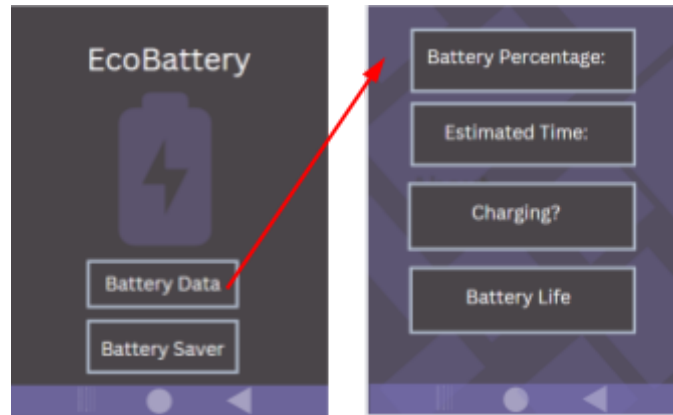 EcoBattery
Battery Data
Battery Saver
Battery Percentage:
Estimated Time:
Charging?
Battery Life